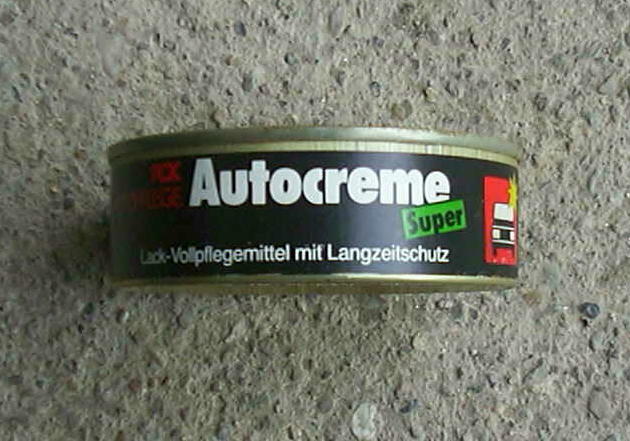 Autocreme
Super
Lack-Vollpflegemittel mit Langzeitschutz